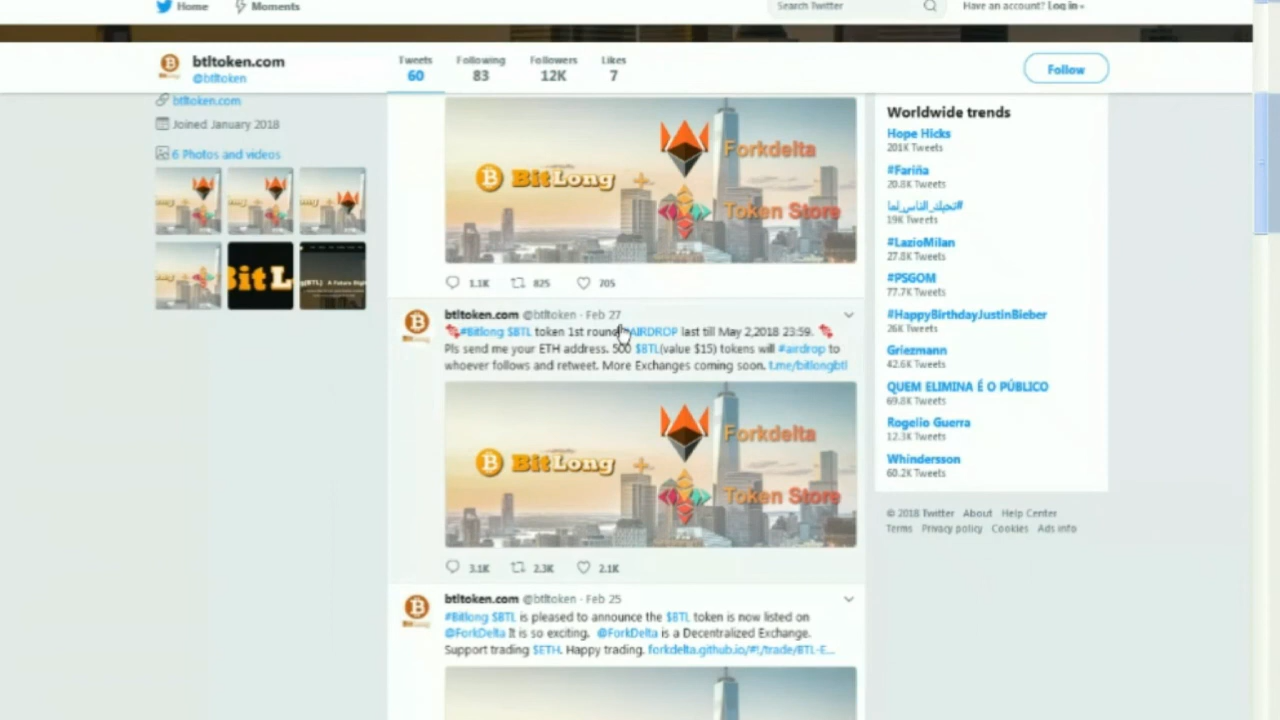 Home
Moments
Search Twitter
Have an account? Log in
btltoken.com
@btltoken
Tweets
60
Following
83
Followers
12K
Likes
7
Follow
btltoken.com
Joined January 2018
6 Photos and videos
BitLong + Forkdelta
Token Store
1.1K 825 705
btltoken.com @btltoken · Feb 27
#Bitlong $BTL token 1st round AIRDROP last till May 2,2018 23:59.
Pls send me your ETH address. 500 $BTL(value $15) tokens will #airdrop to
whoever follows and retweet. More Exchanges coming soon. t.me/bitlongbtl
BitLong + Forkdelta
Token Store
3.1K 2.3K 2.1K
btltoken.com @btltoken · Feb 25
#Bitlong $BTL is pleased to announce the $BTL token is now listed on
@ForkDelta It is so exciting. @ForkDelta is a Decentralized Exchange.
Support trading $ETH. Happy trading. forkdelta.github.io/#!/trade/BTL-E...
Worldwide trends
Hope Hicks
201K Tweets
#Fariña
20.8K Tweets
19K Tweets
#LazioMilan
27.8K Tweets
#PSGOM
77.7K Tweets
#HappyBirthdayJustinBieber
26K Tweets
Griezmann
42.6K Tweets
QUEM ELIMINA É O PÚBLICO
69.8K Tweets
Rogelio Guerra
12.3K Tweets
Whindersson
60.2K Tweets
© 2018 Twitter About Help Center
Terms Privacy policy Cookies Ads info